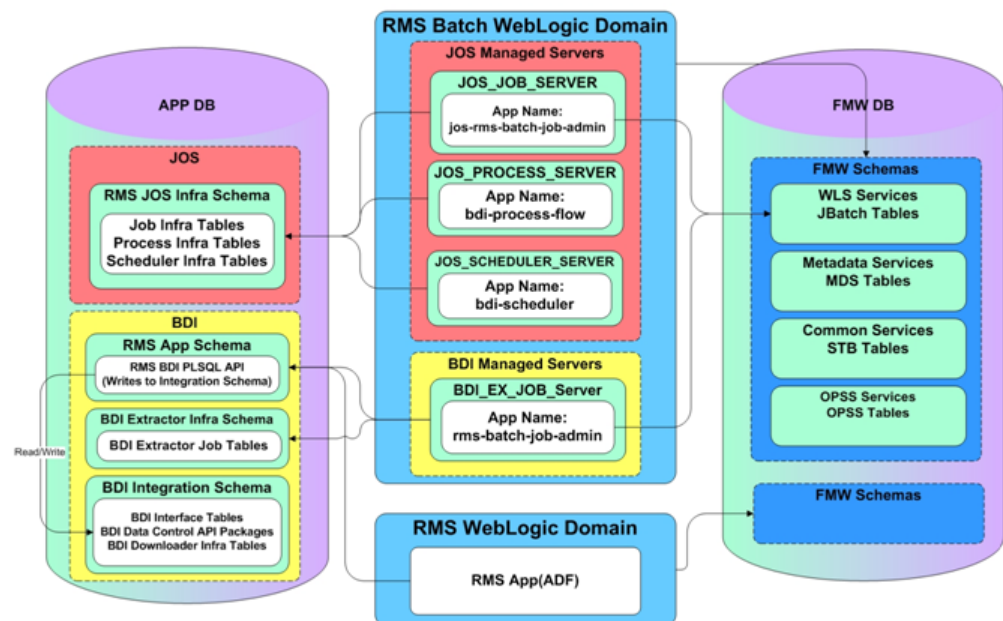 APP DB
JOS
RMS JOS Infra Schema
Job Infra Tables
Process Infra Tables
Scheduler Infra Tables
BDI
RMS App Schema
RMS BDI PLSQL API
(Writes to Integration Schema)
BDI Extractor Infra Schema
BDI Extractor Job Tables
Read/Write
BDI Integration Schema
BDI Interface Tables
BDI Data Control API Packages
BDI Downloader Infra Tables
RMS Batch WebLogic Domain
JOS Managed Servers
JOS_JOB_SERVER
App Name:
jos-rms-batch-job-admin
JOS_PROCESS_SERVER
App Name:
bdi-process-flow
JOS_SCHEDULER_SERVER
App Name:
bdi-scheduler
BDI Managed Servers
BDI_EX_JOB_Server
App Name:
rms-batch-job-admin
RMS WebLogic Domain
RMS App(ADF)
FMW DB
FMW Schemas
WLS Services
JBatch Tables
Metadata Services
MDS Tables
Common Services
STB Tables
OPSS Services
OPSS Tables
FMW Schemas